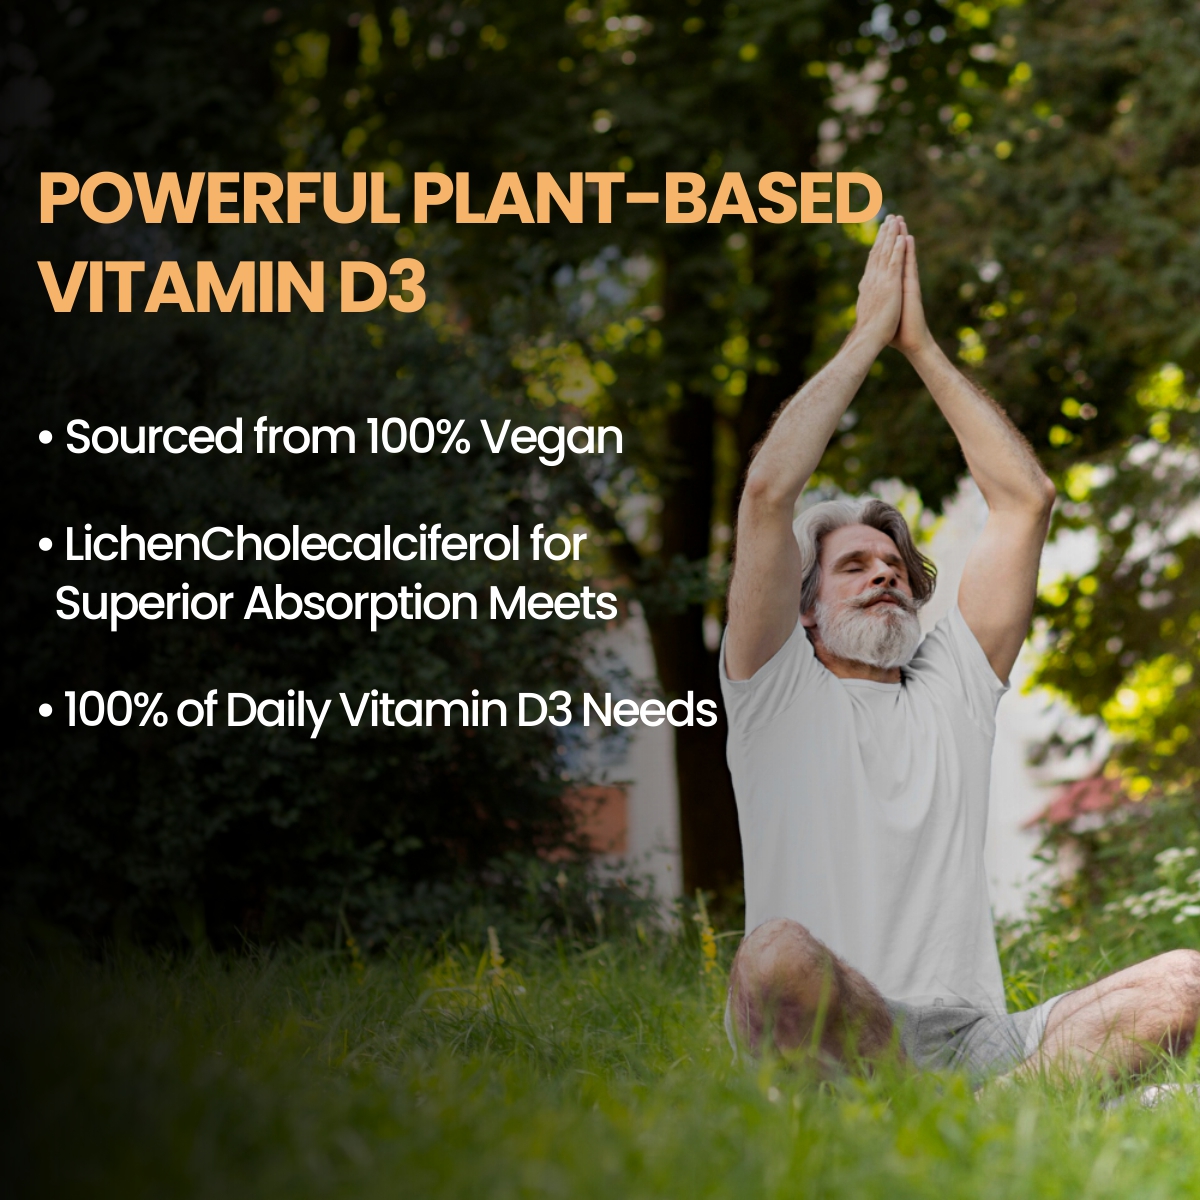 POWERFUL PLANT-BASED
VITAMIN D3
• Sourced from 100% Vegan
• LichenCholecalciferol for
Superior Absorption Meets
• 100% of Daily Vitamin D3 Needs